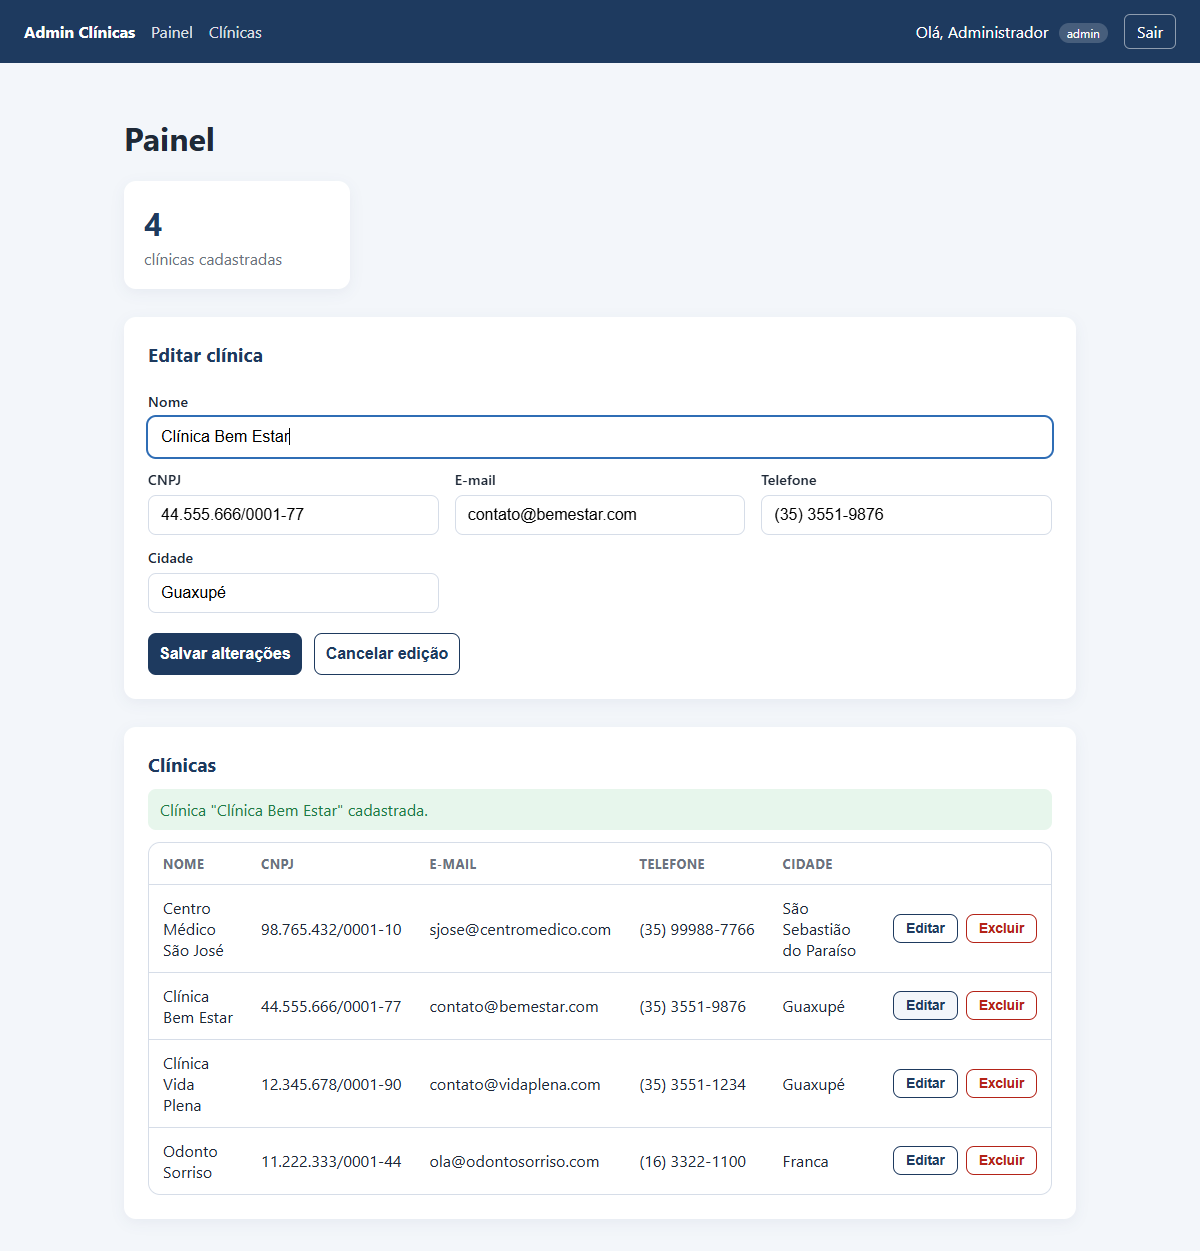 Admin Clínicas Painel Clínicas Olá, Administrador admin Sair
Painel
4
clínicas cadastradas
Editar clínica
Nome
Clínica Bem Estar
CNPJ E-mail Telefone
44.555.666/0001-77 contato@bemestar.com (35) 3551-9876
Cidade
Guaxupé
Salvar alterações Cancelar edição
Clínicas
Clínica "Clínica Bem Estar" cadastrada.
NOME CNPJ E-MAIL TELEFONE CIDADE
Centro Médico São José 98.765.432/0001-10 sjose@centromedico.com (35) 99988-7766 São Sebastião do Paraíso Editar Excluir
Clínica Bem Estar 44.555.666/0001-77 contato@bemestar.com (35) 3551-9876 Guaxupé Editar Excluir
Clínica Vida Plena 12.345.678/0001-90 contato@vidaplena.com (35) 3551-1234 Guaxupé Editar Excluir
Odonto Sorriso 11.222.333/0001-44 ola@odontosorriso.com (16) 3322-1100 Franca Editar Excluir